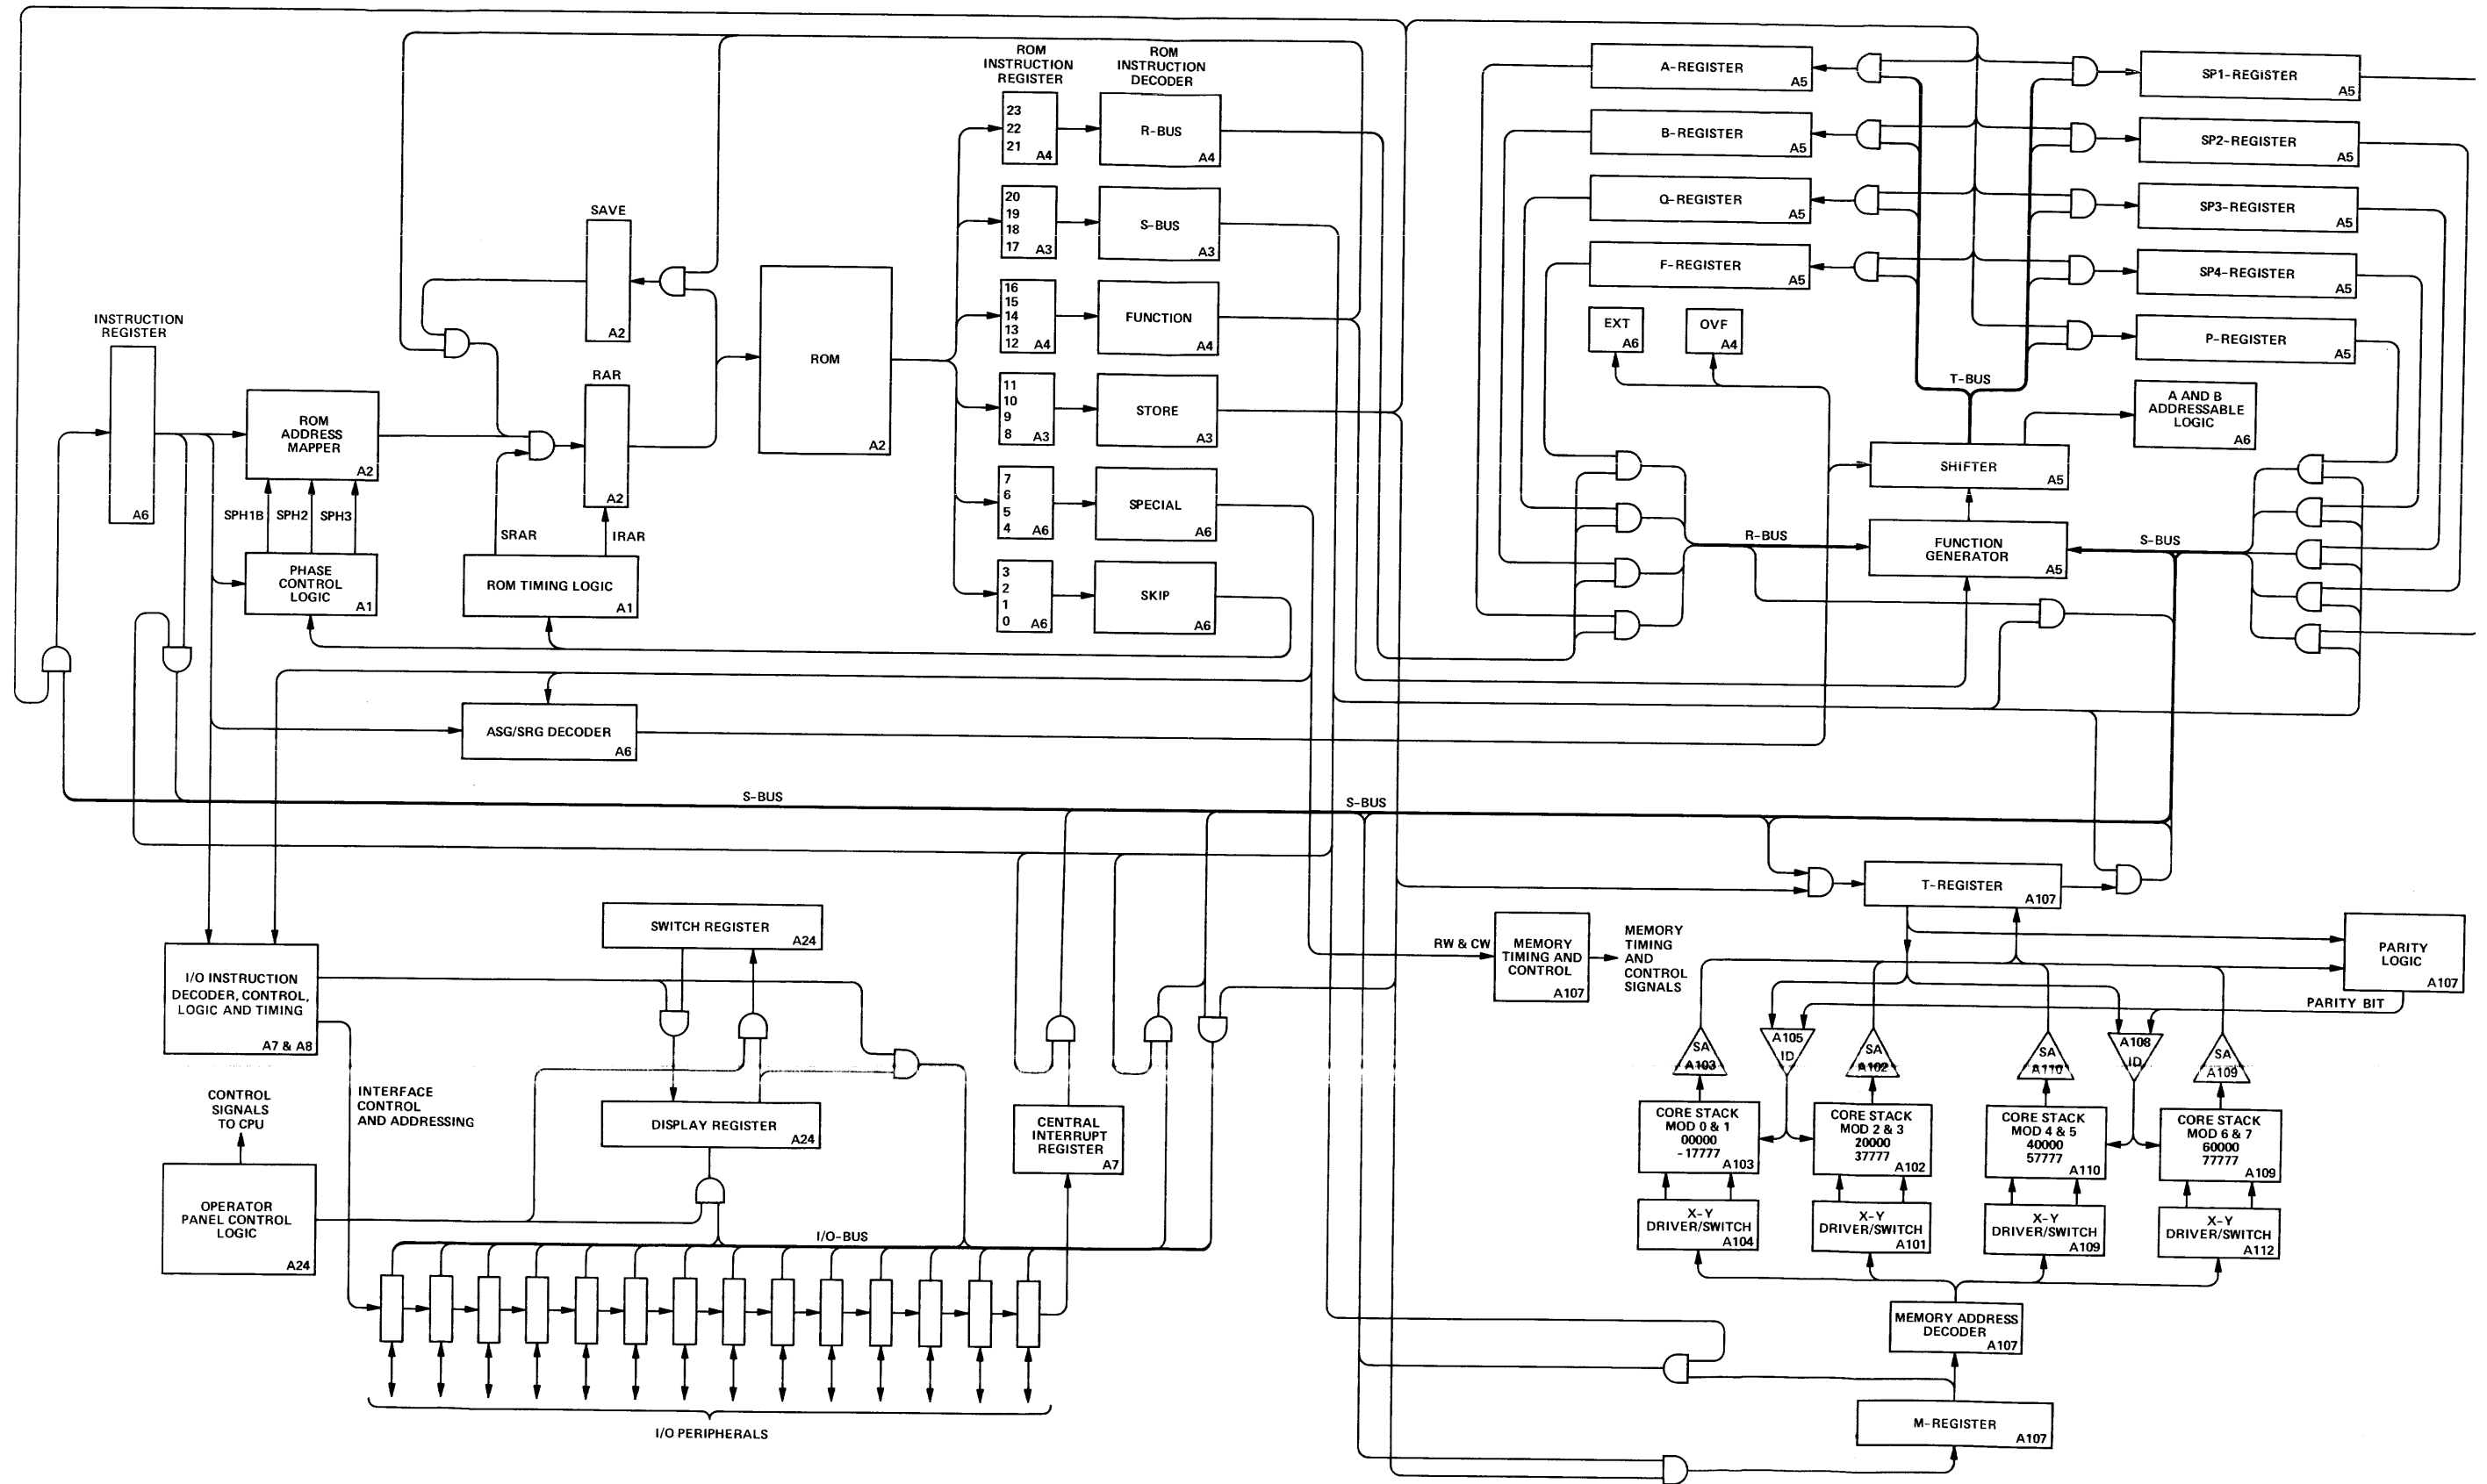 ROM
INSTRUCTION
REGISTER
ROM
INSTRUCTION
DECODER
23
22
21
A4
R-BUS
A4
20
19
18
17
A3
S-BUS
A3
16
15
14
13
12
A4
FUNCTION
A4
11
10
9
8
A3
STORE
A3
7
6
5
4
A6
SPECIAL
A6
3
2
1
0
A6
SKIP
A6
SAVE
A2
RAR
A2
ROM
A2
INSTRUCTION
REGISTER
A6
ROM
ADDRESS
MAPPER
A2
SPH1B
SPH2
SPH3
PHASE
CONTROL
LOGIC
A1
SRAR
IRAR
ROM TIMING LOGIC
A1
ASG/SRG DECODER
A6
A-REGISTER
A5
B-REGISTER
A5
Q-REGISTER
A5
F-REGISTER
A5
EXT
A6
OVF
A4
SP1-REGISTER
A5
SP2-REGISTER
A5
SP3-REGISTER
A5
SP4-REGISTER
A5
P-REGISTER
A5
T-BUS
A AND B
ADDRESSABLE
LOGIC
A6
SHIFTER
A5
R-BUS
FUNCTION
GENERATOR
A5
S-BUS
S-BUS
S-BUS
T-REGISTER
A107
SWITCH REGISTER
A24
I/O INSTRUCTION
DECODER, CONTROL,
LOGIC AND TIMING
A7 & A8
CONTROL
SIGNALS
TO CPU
INTERFACE
CONTROL
AND ADDRESSING
DISPLAY REGISTER
A24
OPERATOR
PANEL CONTROL
LOGIC
A24
CENTRAL
INTERRUPT
REGISTER
A7
I/O-BUS
I/O PERIPHERALS
RW & CW
MEMORY
TIMING AND
CONTROL
A107
MEMORY
TIMING
AND
CONTROL
SIGNALS
PARITY
LOGIC
A107
PARITY BIT
SA
A103
A105
ID
SA
A102
SA
A110
A108
ID
SA
A109
CORE STACK
MOD 0 & 1
00000
-17777
A103
CORE STACK
MOD 2 & 3
20000
37777
A102
CORE STACK
MOD 4 & 5
40000
57777
A110
CORE STACK
MOD 6 & 7
60000
77777
A109
X-Y
DRIVER/SWITCH
A104
X-Y
DRIVER/SWITCH
A101
X-Y
DRIVER/SWITCH
A109
X-Y
DRIVER/SWITCH
A112
MEMORY ADDRESS
DECODER
A107
M-REGISTER
A107